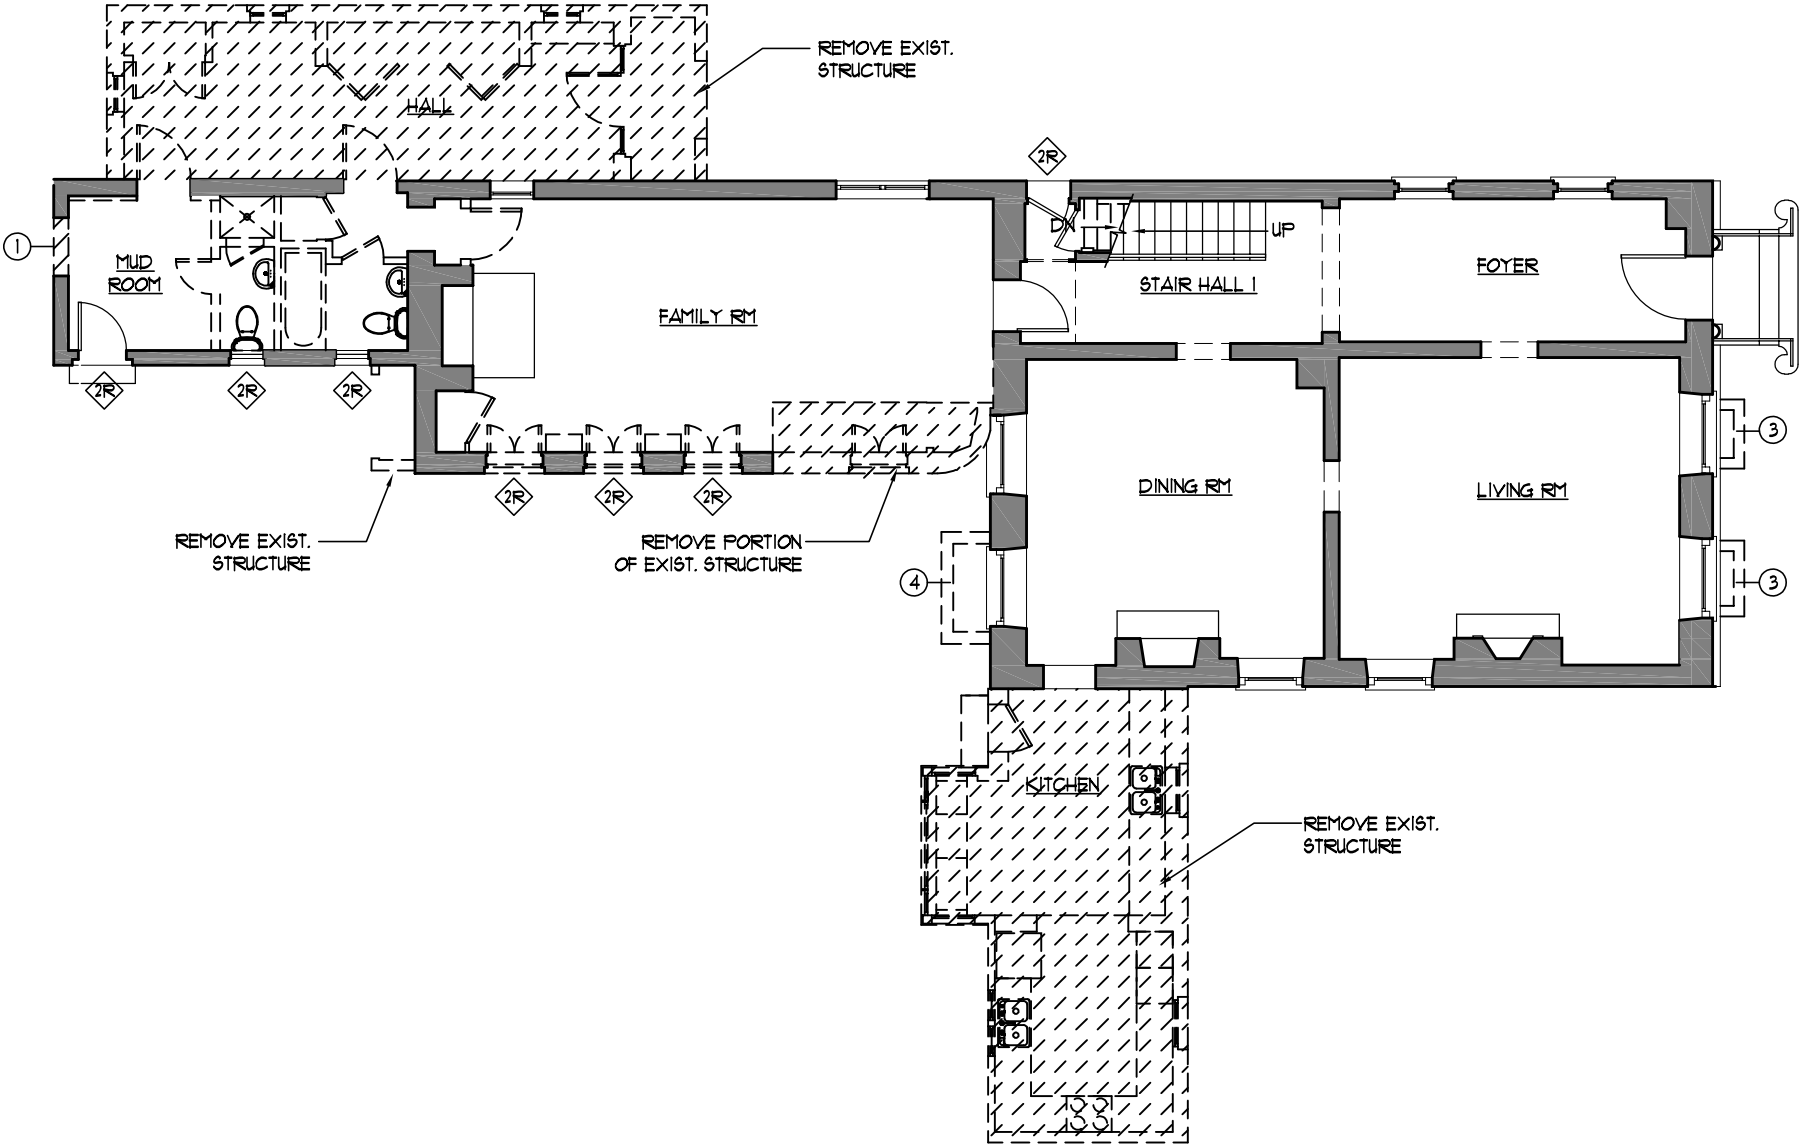 REMOVE EXIST.
STRUCTURE
HALL
2R
DN
UP
1
MUD
ROOM
FOYER
STAIR HALL 1
FAMILY RM
2R
2R
2R
3
DINING RM
LIVING RM
2R
2R
2R
REMOVE EXIST.
STRUCTURE
REMOVE PORTION
OF EXIST. STRUCTURE
4
3
KITCHEN
REMOVE EXIST.
STRUCTURE